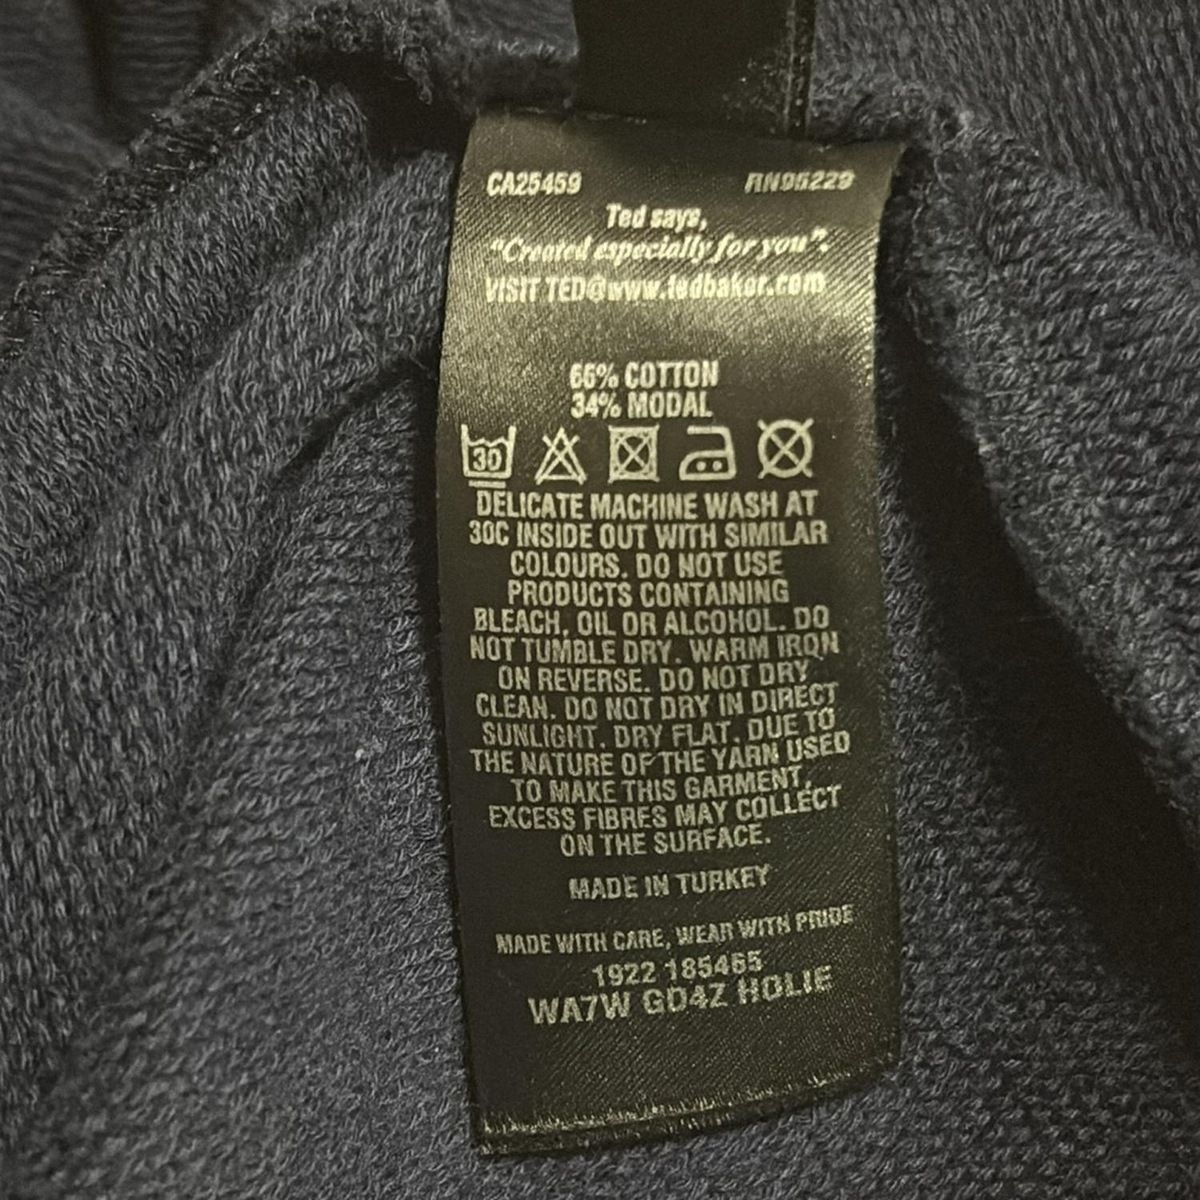 CA25459 RN95229
Ted says,
"Created especially for you".
VISIT TED@www.tedbaker.com
66% COTTON
34% MODAL
30
DELICATE MACHINE WASH AT
30C INSIDE OUT WITH SIMILAR
COLOURS. DO NOT USE
PRODUCTS CONTAINING
BLEACH, OIL OR ALCOHOL. DO
NOT TUMBLE DRY. WARM IRON
ON REVERSE. DO NOT DRY
CLEAN. DO NOT DRY IN DIRECT
SUNLIGHT. DRY FLAT. DUE TO
THE NATURE OF THE YARN USED
TO MAKE THIS GARMENT,
EXCESS FIBRES MAY COLLECT
ON THE SURFACE.
MADE IN TURKEY
MADE WITH CARE, WEAR WITH PRIDE
1922 185465
WA7W GD4Z HOLIE